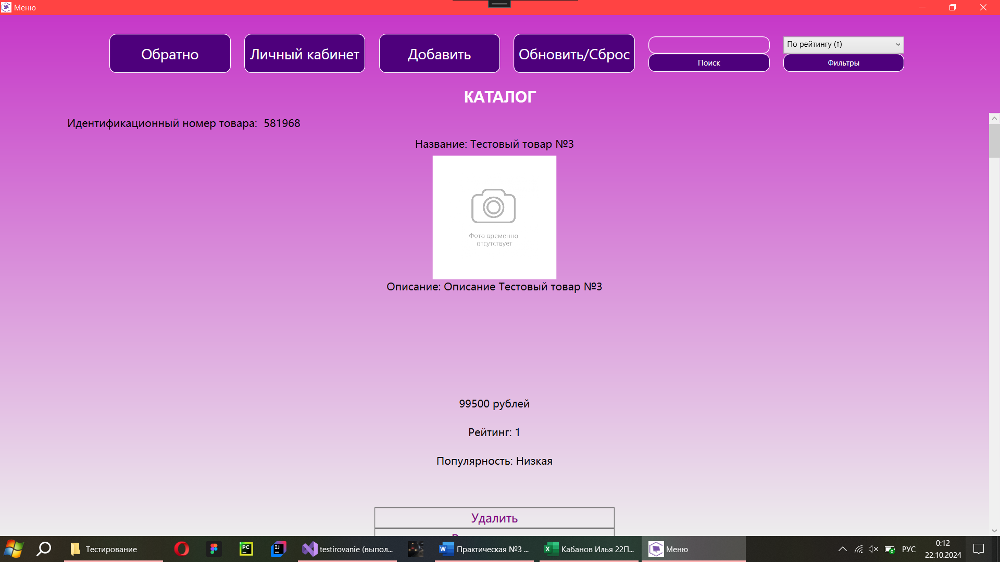 Меню
Обратно
Личный кабинет
Добавить
Обновить/Сброс
По рейтингу (↑)
Поиск
Фильтры
КАТАЛОГ
Идентификационный номер товара: 581968
Название: Тестовый товар №3
Фото временно
отсутствует
Описание: Описание Тестовый товар №3
99500 рублей
Рейтинг: 1
Популярность: Низкая
Удалить
Тестирование
PC
IJ
testirovanie (выпол...
W
Практическая №3 ...
X
Кабанов Илья 22П...
Меню
РУС
0:12
22.10.2024